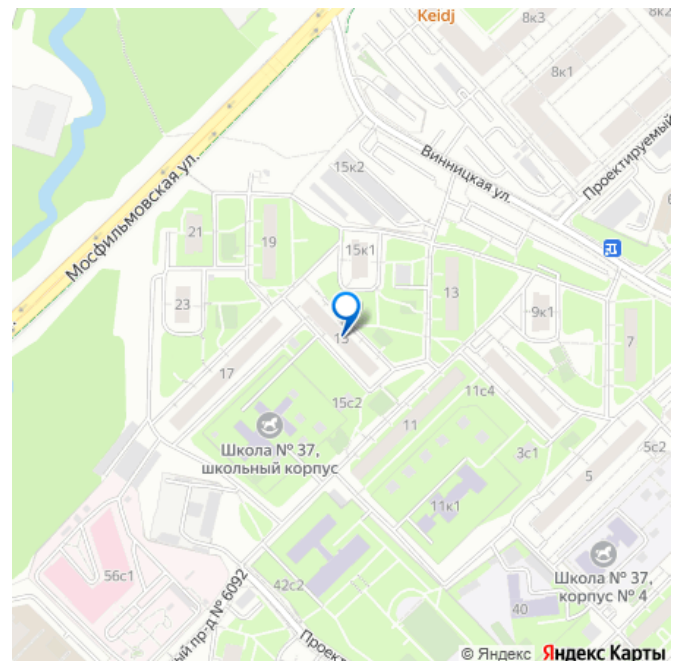 Keidj
8к3
8к2
8к1
Винницкая ул.
Проектируемый
15к2
Мосфильмовская ул.
21
19
15к1
23
13
9к1
7
13
17
15с2
11с4
11
Школа № 37,
школьный корпус
3с1
5с2
5
11к1
56с1
42с2
40
Школа № 37,
корпус № 4
ый пр-д № 6092
Проект
© Яндекс Яндекс Карты